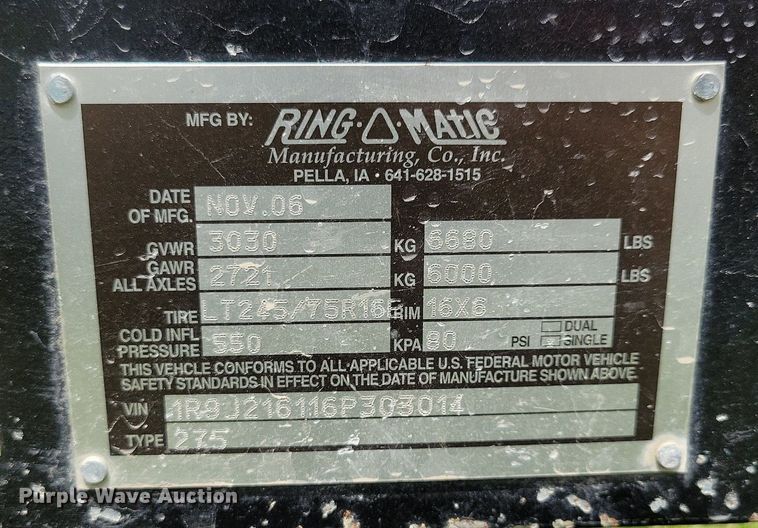 MFG BY: RING·O·MATIC
Manufacturing, Co., Inc.
PELLA, IA • 641-628-1515
DATE OF MFG. NOV.06
GVWR 3030 KG 6680 LBS
GAWR ALL AXLES 2721 KG 6000 LBS
TIRE LT245/75R16E RIM 16X6
COLD INFL PRESSURE 550 KPA 80 PSI DUAL SINGLE
THIS VEHICLE CONFORMS TO ALL APPLICABLE U.S. FEDERAL MOTOR VEHICLE
SAFETY STANDARDS IN EFFECT ON THE DATE OF MANUFACTURE SHOWN ABOVE.
VIN 1R9J216116P303014
TYPE 275
Purple Wave Auction